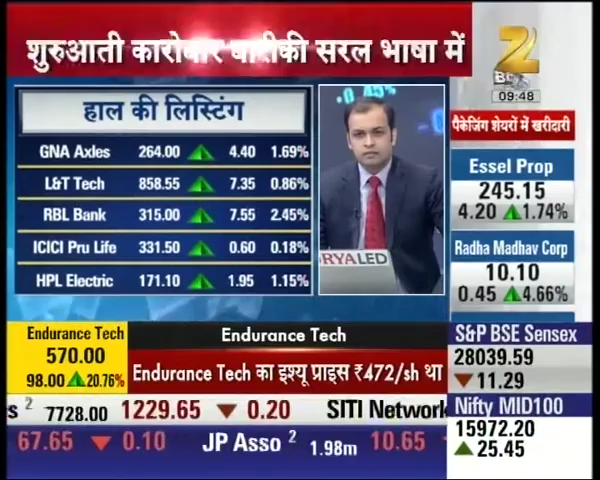 शुरुआती कारोबार बारीकी सरल भाषा में
09:48
हाल की लिस्टिंग
GNA Axles 264.00 4.40 1.69%
L&T Tech 858.55 7.35 0.86%
RBL Bank 315.00 7.55 2.45%
ICICI Pru Life 331.50 0.60 0.18%
HPL Electric 171.10 1.95 1.15%
RYALED
पैकेजिंग शेयरों में खरीदारी
Essel Prop
245.15
4.20 1.74%
Radha Madhav Corp
10.10
0.45 4.66%
Endurance Tech
570.00
98.00 20.76%
Endurance Tech
Endurance Tech का इश्यू प्राइस ₹472/sh था
S&P BSE Sensex
28039.59
11.29
Nifty MID100
15972.20
25.45
s 2 7728.00 1229.65 0.20 SITI Network
67.65 0.10 JP Asso 2 1.98m 10.65